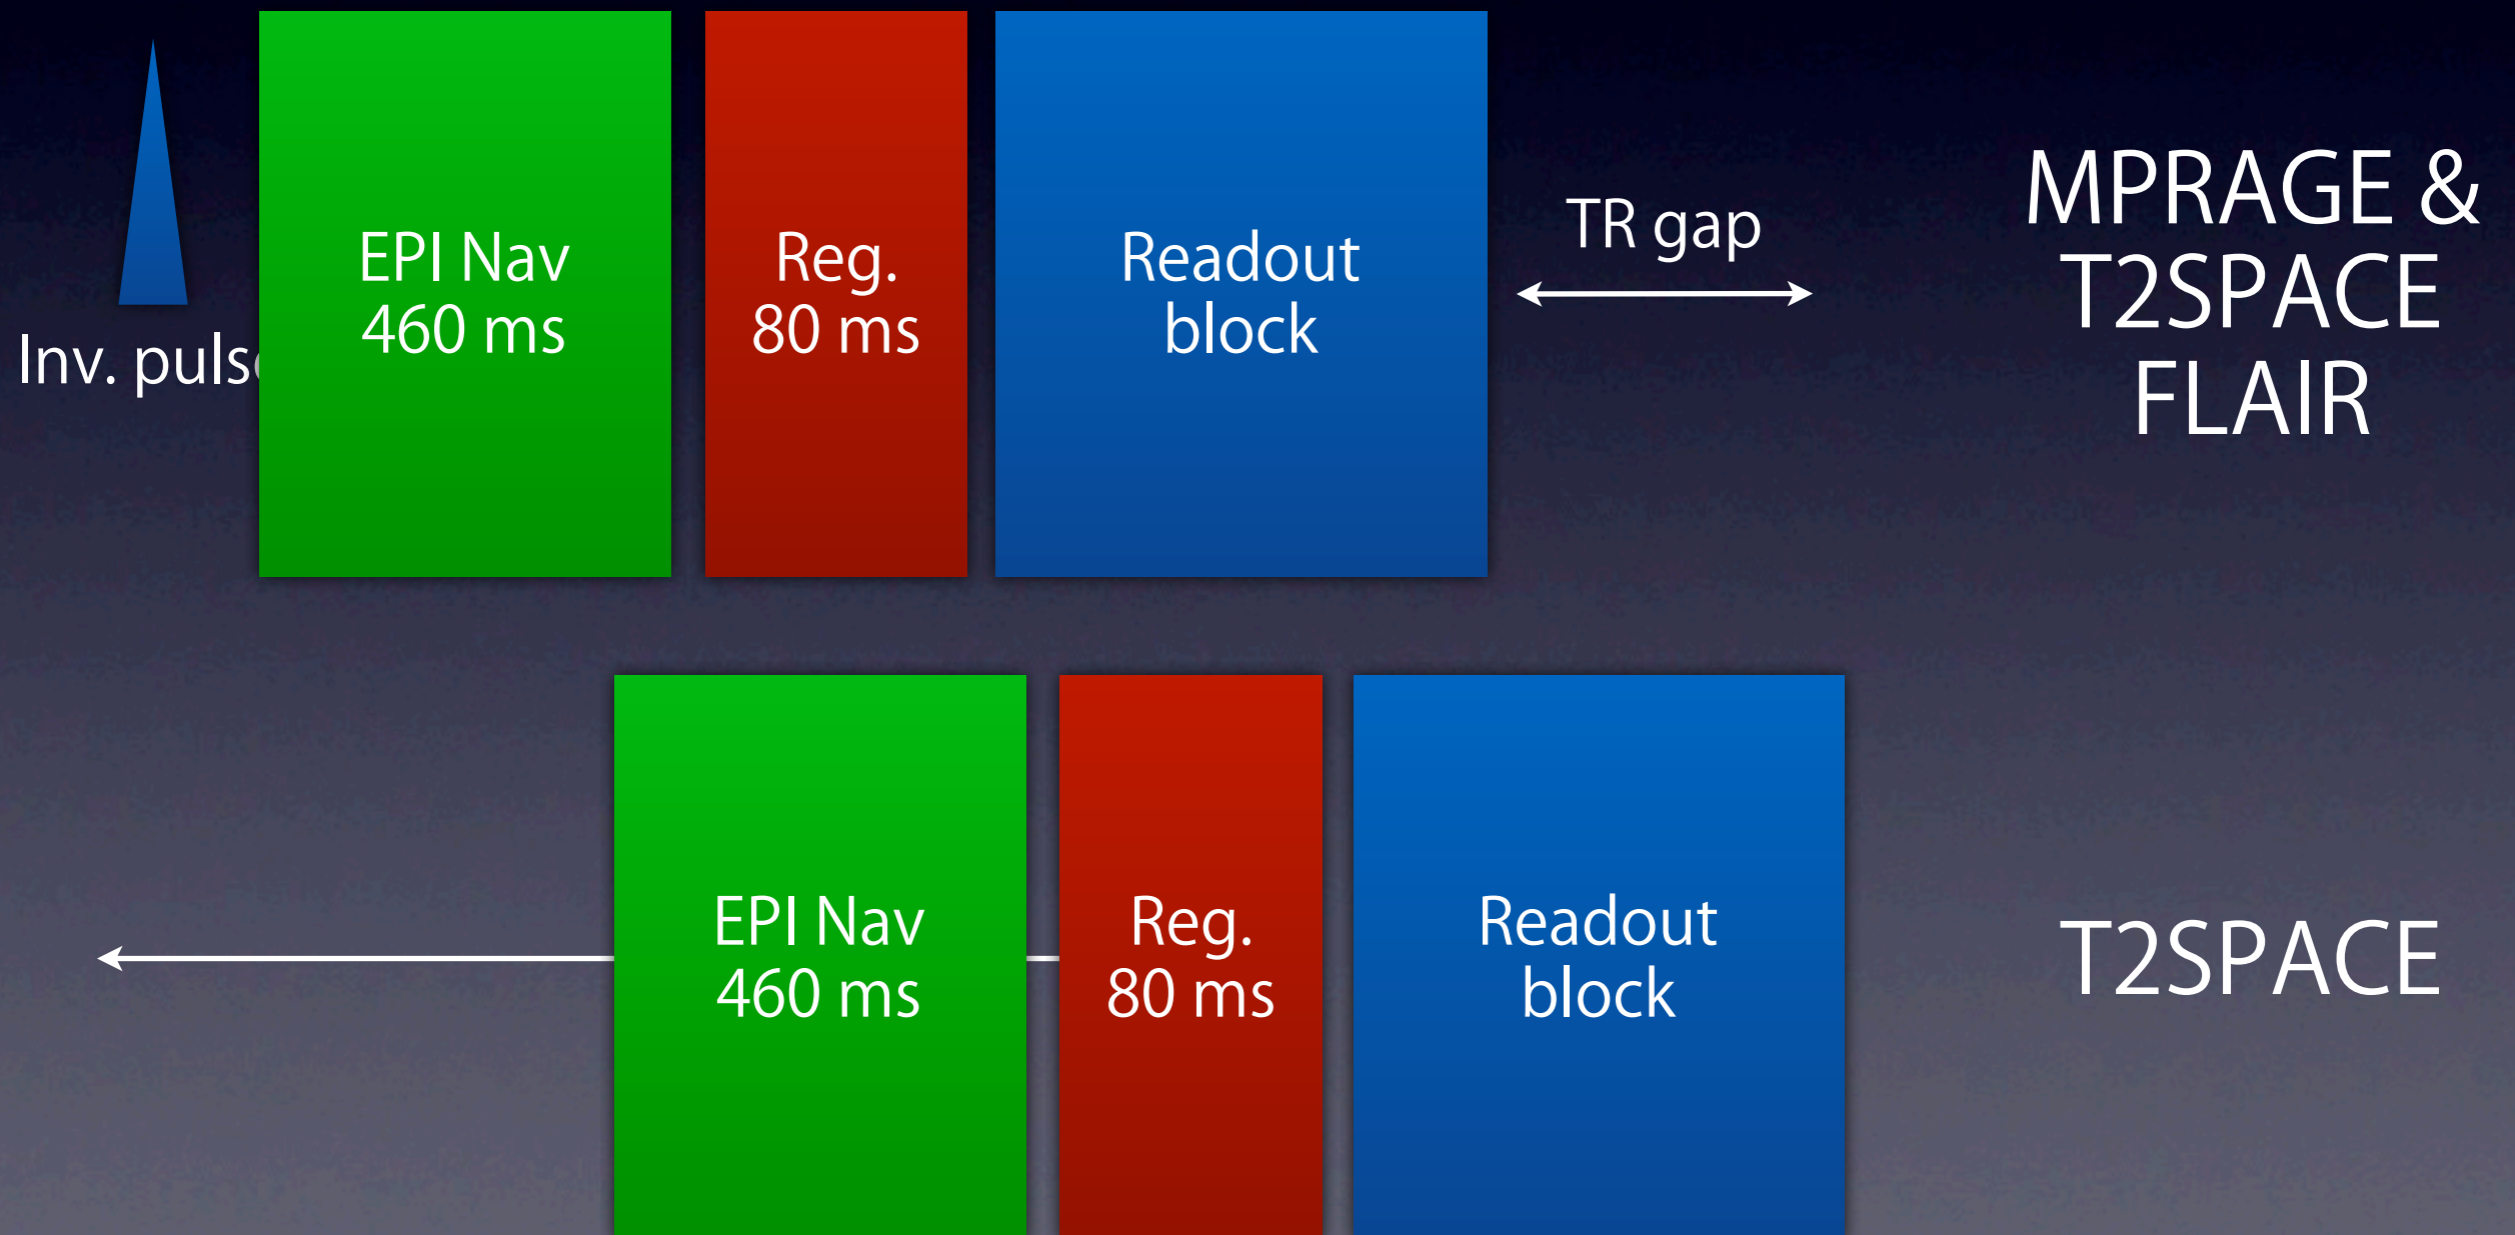 Inv. puls
EPI Nav
460 ms
Reg.
80 ms
Readout
block
TR gap
MPRAGE &
T2SPACE
FLAIR
EPI Nav
460 ms
Reg.
80 ms
Readout
block
T2SPACE